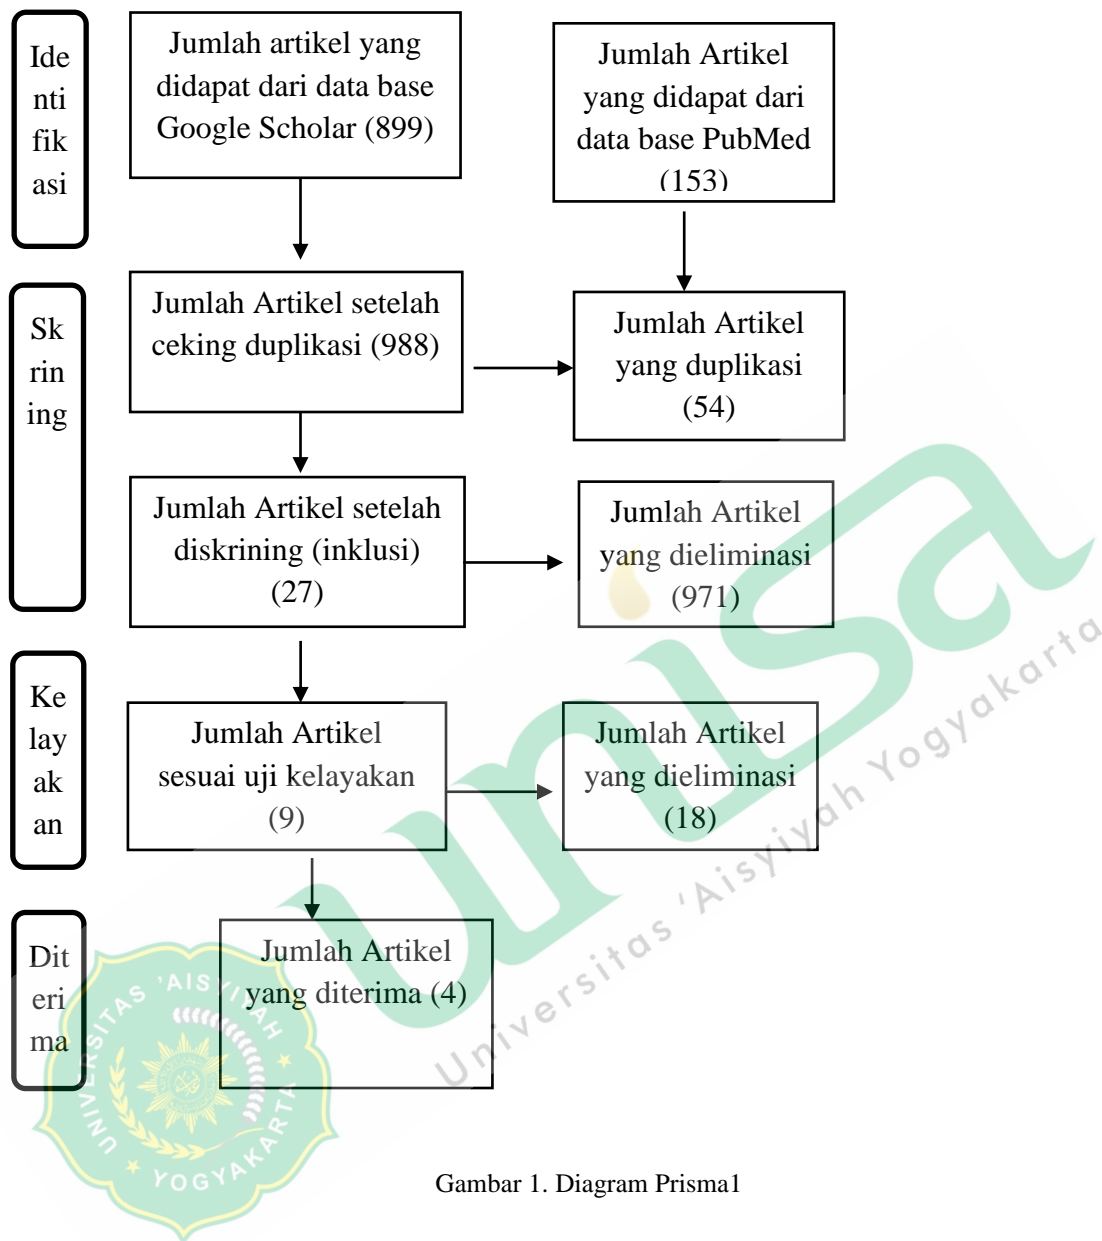 Ide
nti
fik
asi
Jumlah artikel yang
didapat dari data base
Google Scholar (899)
Jumlah Artikel
yang didapat dari
data base PubMed
(153)
Sk
rin
ing
Jumlah Artikel setelah
ceking duplikasi (988)
Jumlah Artikel
yang duplikasi
(54)
Jumlah Artikel setelah
diskrining (inklusi)
(27)
Jumlah Artikel
yang dieliminasi
(971)
Ke
lay
ak
an
Jumlah Artikel
sesuai uji kelayakan
(9)
Jumlah Artikel
yang dieliminasi
(18)
Dit
eri
ma
Jumlah Artikel
yang diterima (4)
unisa
Universitas 'Aisyiyah Yogyakarta
UNIVERSITAS 'AISYIYAH
YOGYAKARTA
Gambar 1. Diagram Prisma1